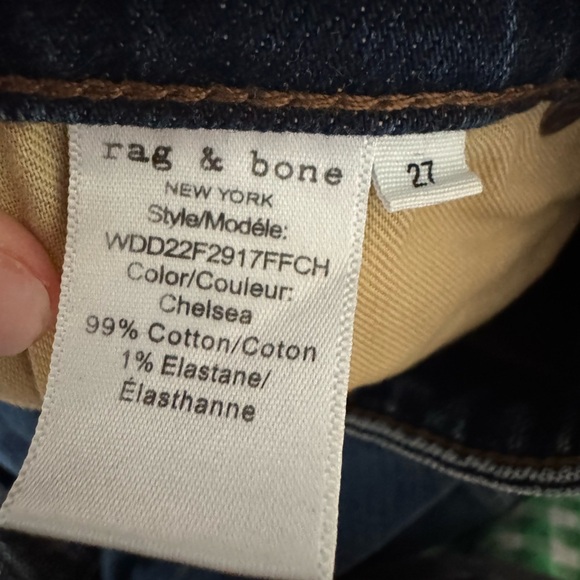 rag & bone
NEW YORK
Style/Modéle:
WDD22F2917FFCH
Color/Couleur:
Chelsea
99% Cotton/Coton
1% Elastane/
Élasthanne
27